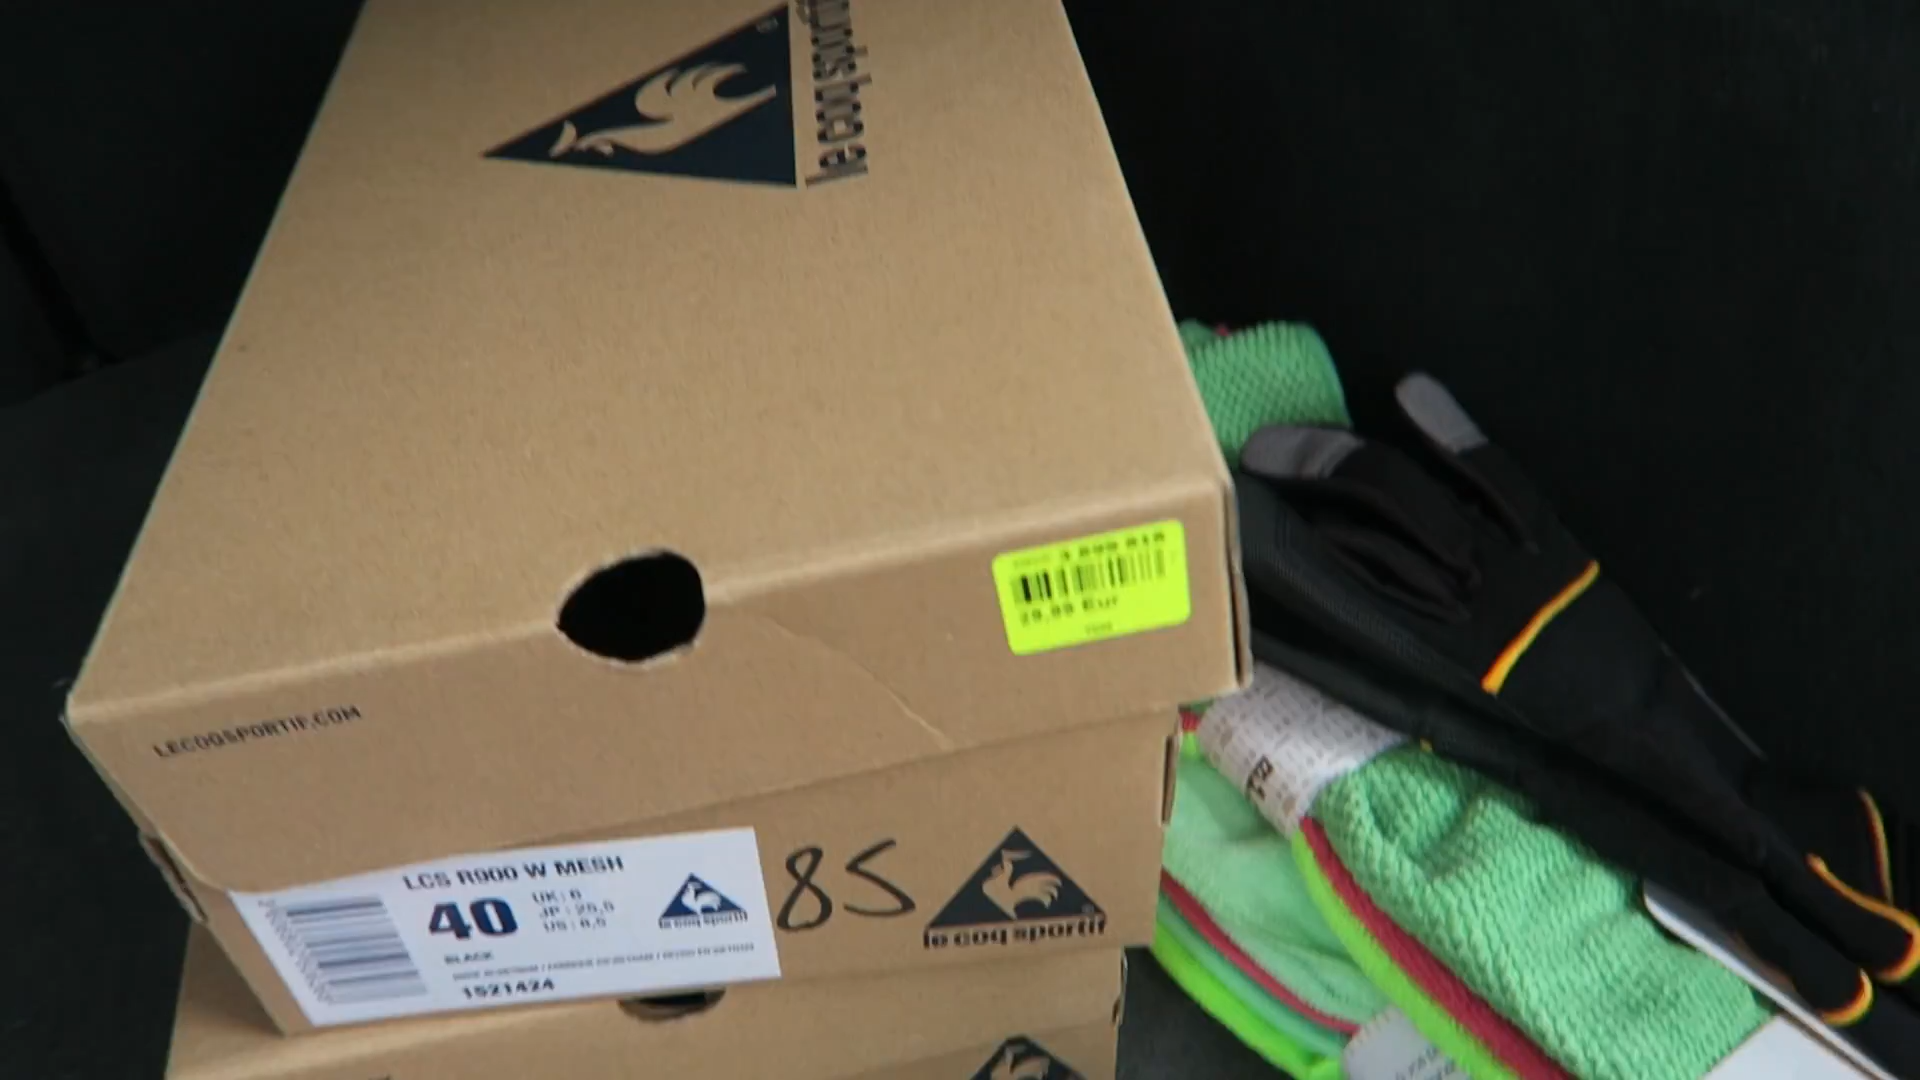 le coq sportif
29,99 Eur
LECOQSPORTIF.COM
LCS R900 W MESH
40
UK : 6
JP : 25,5
US : 8,5
le coq sportif
BLACK
1521424
85
le coq sportif